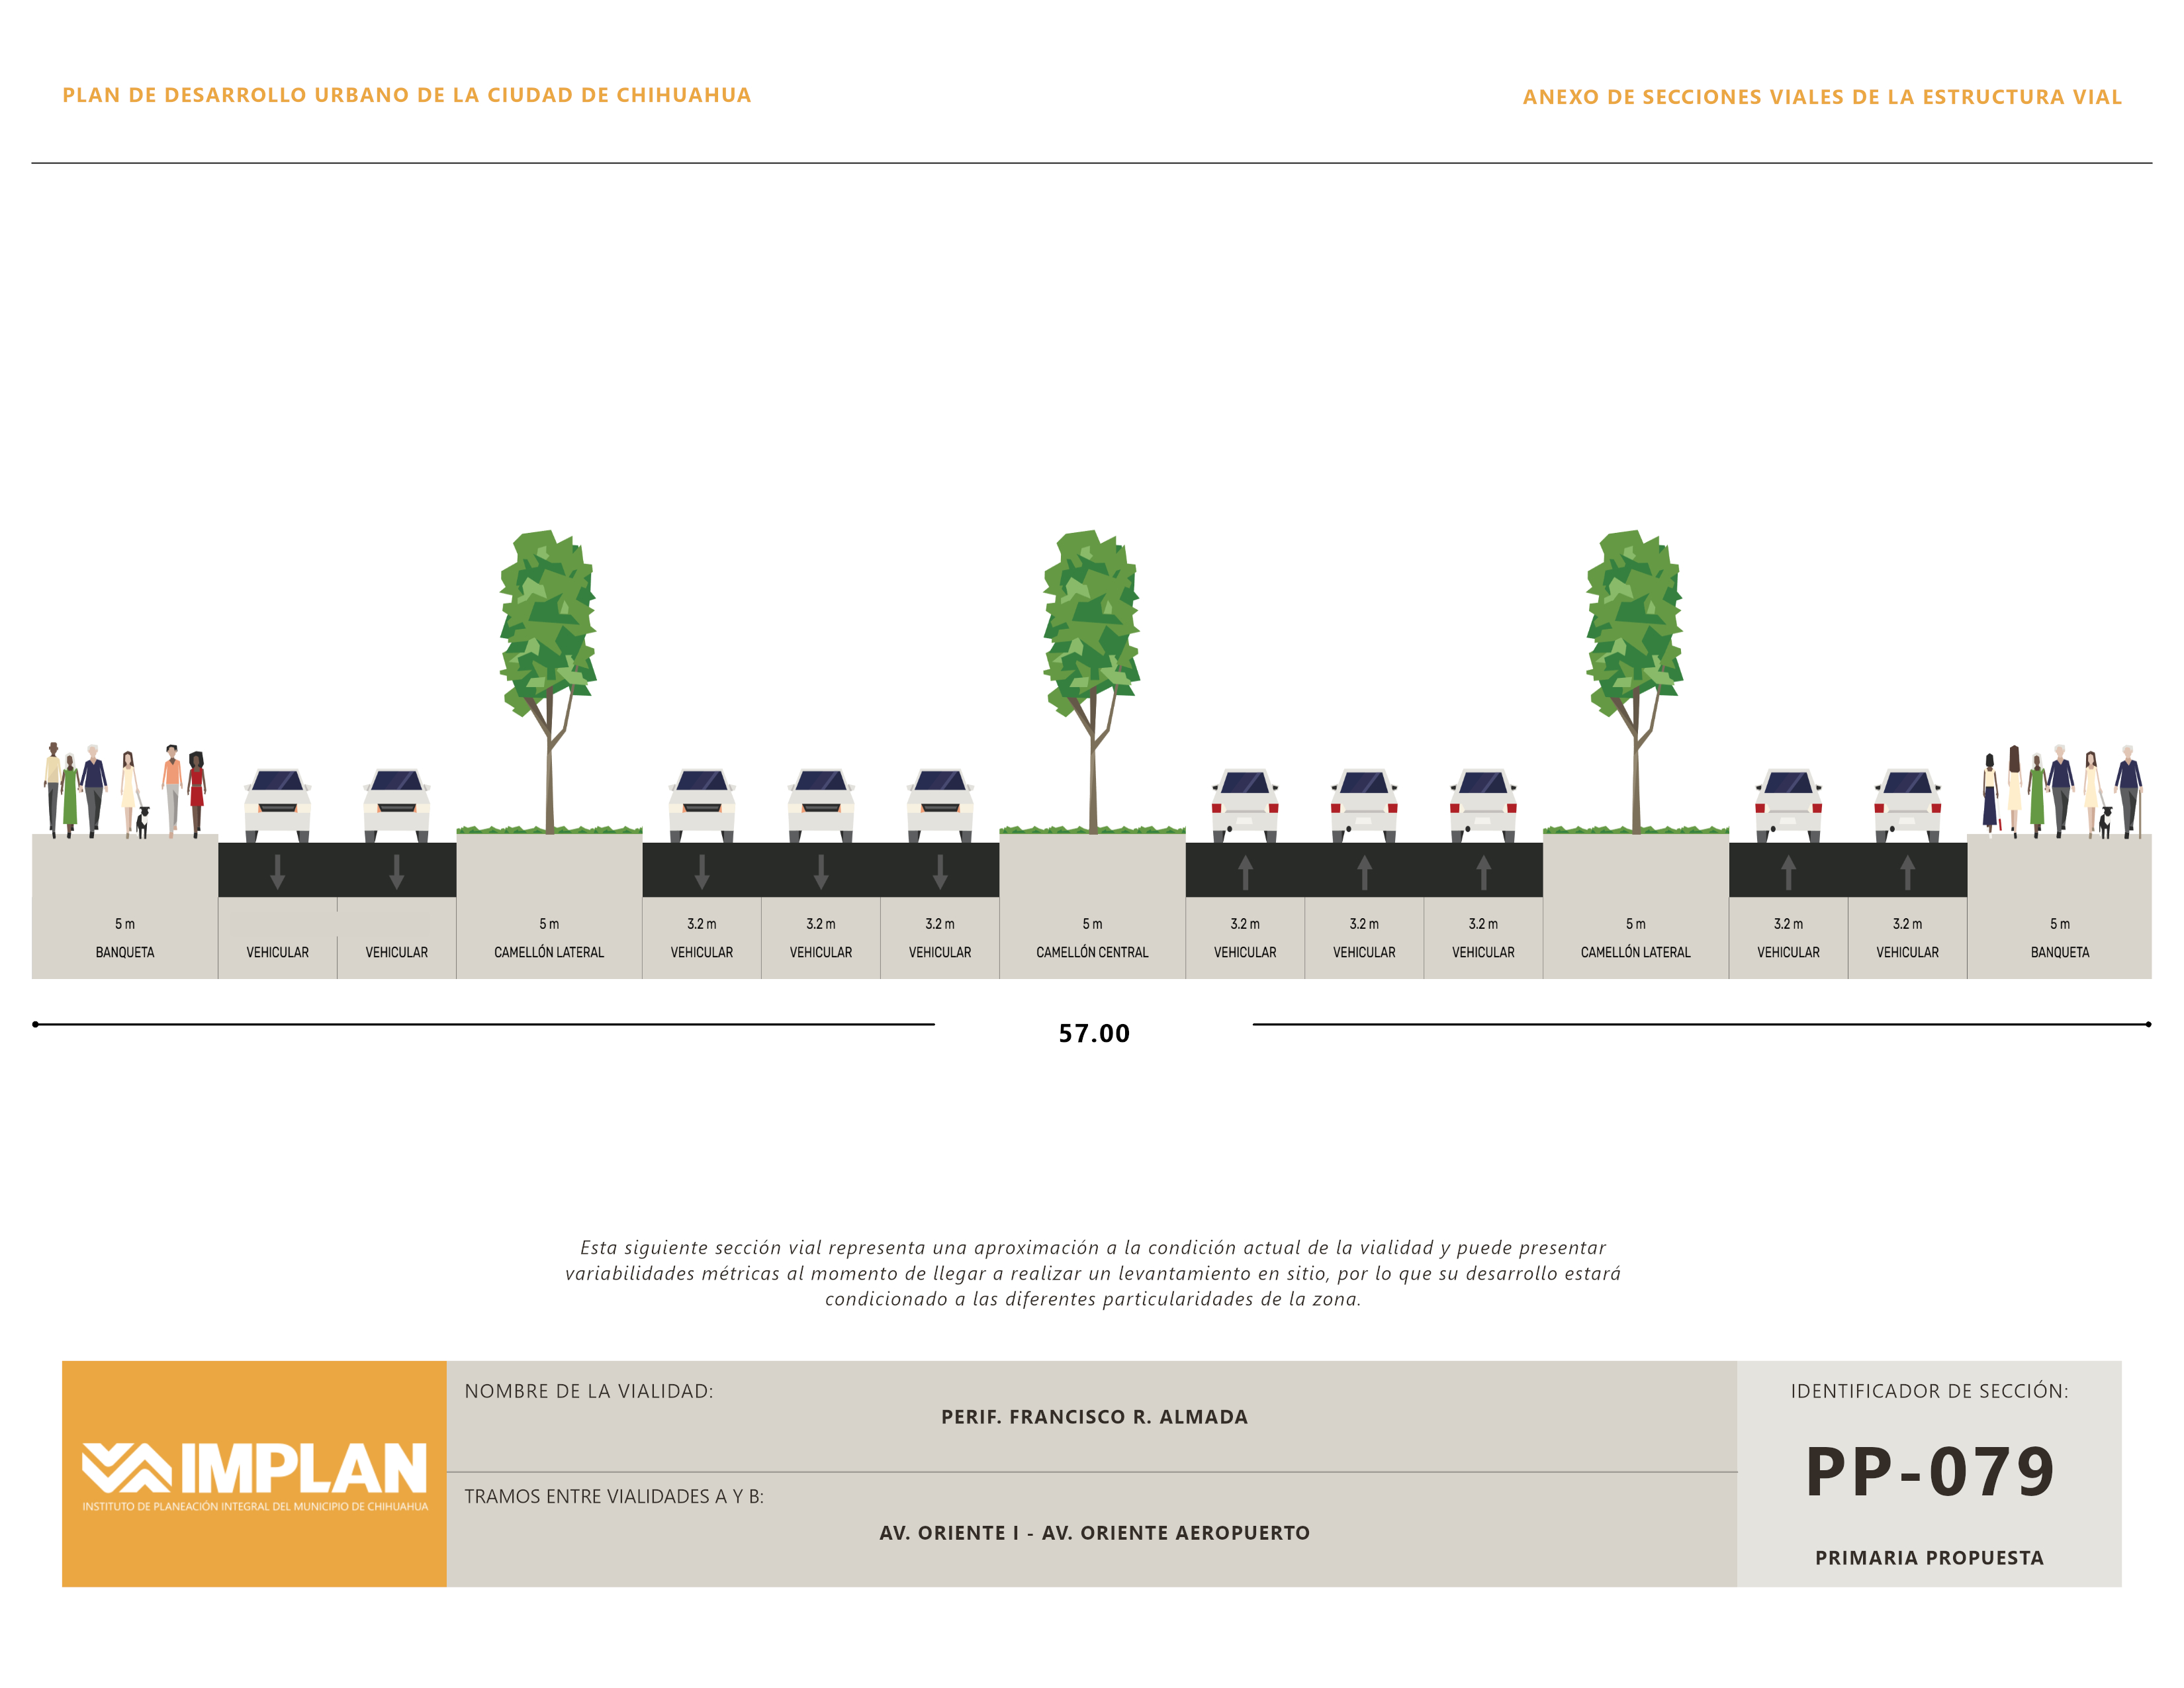 PLAN DE DESARROLLO URBANO DE LA CIUDAD DE CHIHUAHUA
ANEXO DE SECCIONES VIALES DE LA ESTRUCTURA VIAL
5 m
BANQUETA
VEHICULAR
VEHICULAR
5 m
CAMELLÓN LATERAL
3.2 m
VEHICULAR
3.2 m
VEHICULAR
3.2 m
VEHICULAR
5 m
CAMELLÓN CENTRAL
3.2 m
VEHICULAR
3.2 m
VEHICULAR
3.2 m
VEHICULAR
5 m
CAMELLÓN LATERAL
3.2 m
VEHICULAR
3.2 m
VEHICULAR
5 m
BANQUETA
57.00
Esta siguiente sección vial representa una aproximación a la condición actual de la vialidad y puede presentar
variabilidades métricas al momento de llegar a realizar un levantamiento en sitio, por lo que su desarrollo estará
condicionado a las diferentes particularidades de la zona.
IMPLAN
INSTITUTO DE PLANEACIÓN INTEGRAL DEL MUNICIPIO DE CHIHUAHUA
NOMBRE DE LA VIALIDAD:
PERIF. FRANCISCO R. ALMADA
TRAMOS ENTRE VIALIDADES A Y B:
AV. ORIENTE I - AV. ORIENTE AEROPUERTO
IDENTIFICADOR DE SECCIÓN:
PP-079
PRIMARIA PROPUESTA